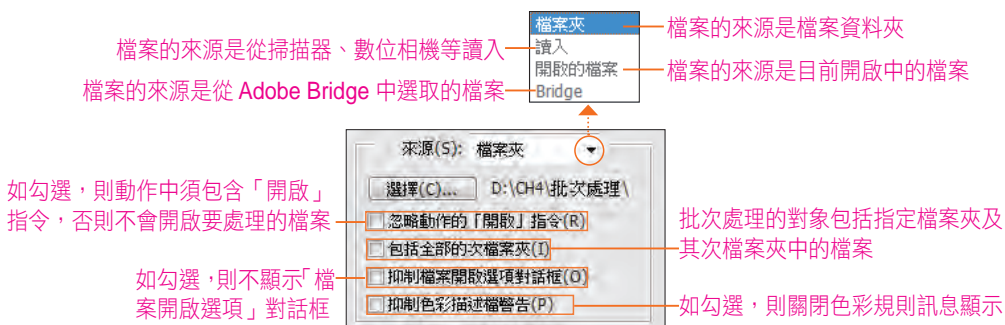 檔案夾
讀入
開啟的檔案
Bridge
檔案的來源是檔案資料夾
檔案的來源是從掃描器、數位相機等讀入
檔案的來源是目前開啟中的檔案
檔案的來源是從 Adobe Bridge 中選取的檔案
來源(S): 檔案夾
選擇(C)... D:\CH4\批次處理\
如勾選，則動作中須包含「開啟」
指令，否則不會開啟要處理的檔案
忽略動作的「開啟」指令(R)
包括全部的次檔案夾(I)
批次處理的對象包括指定檔案夾及
其次檔案夾中的檔案
如勾選，則不顯示「檔
案開啟選項」對話框
抑制檔案開啟選項對話框(O)
抑制色彩描述檔警告(P)
如勾選，則關閉色彩規則訊息顯示